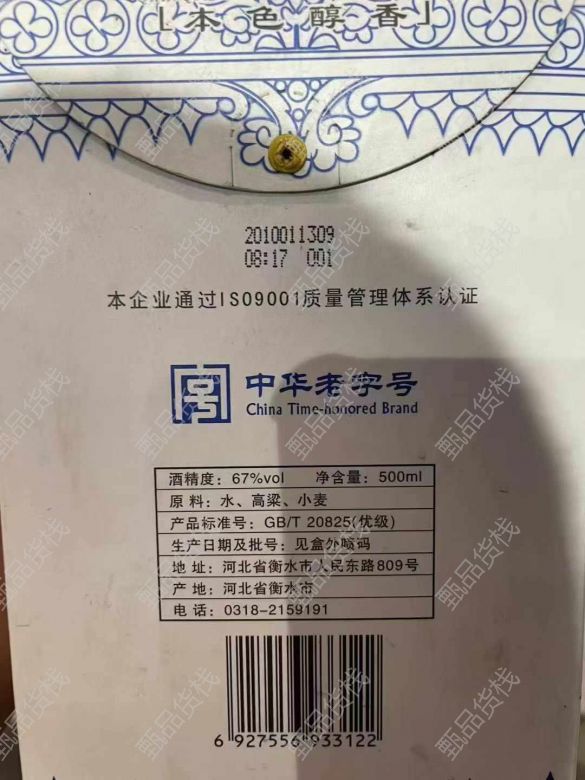 [本色醇香]
2010011309
08:17 001
本企业通过ISO9001质量管理体系认证
中华老字号
China Time-honored Brand
酒精度：67%vol 净含量：500ml
原料：水、高粱、小麦
产品标准号：GB/T 20825(优级)
生产日期及批号：见盒外喷码
地址：河北省衡水市人民东路809号
产地：河北省衡水市
电话：0318-2159191
6 927556 933122
甄品货栈